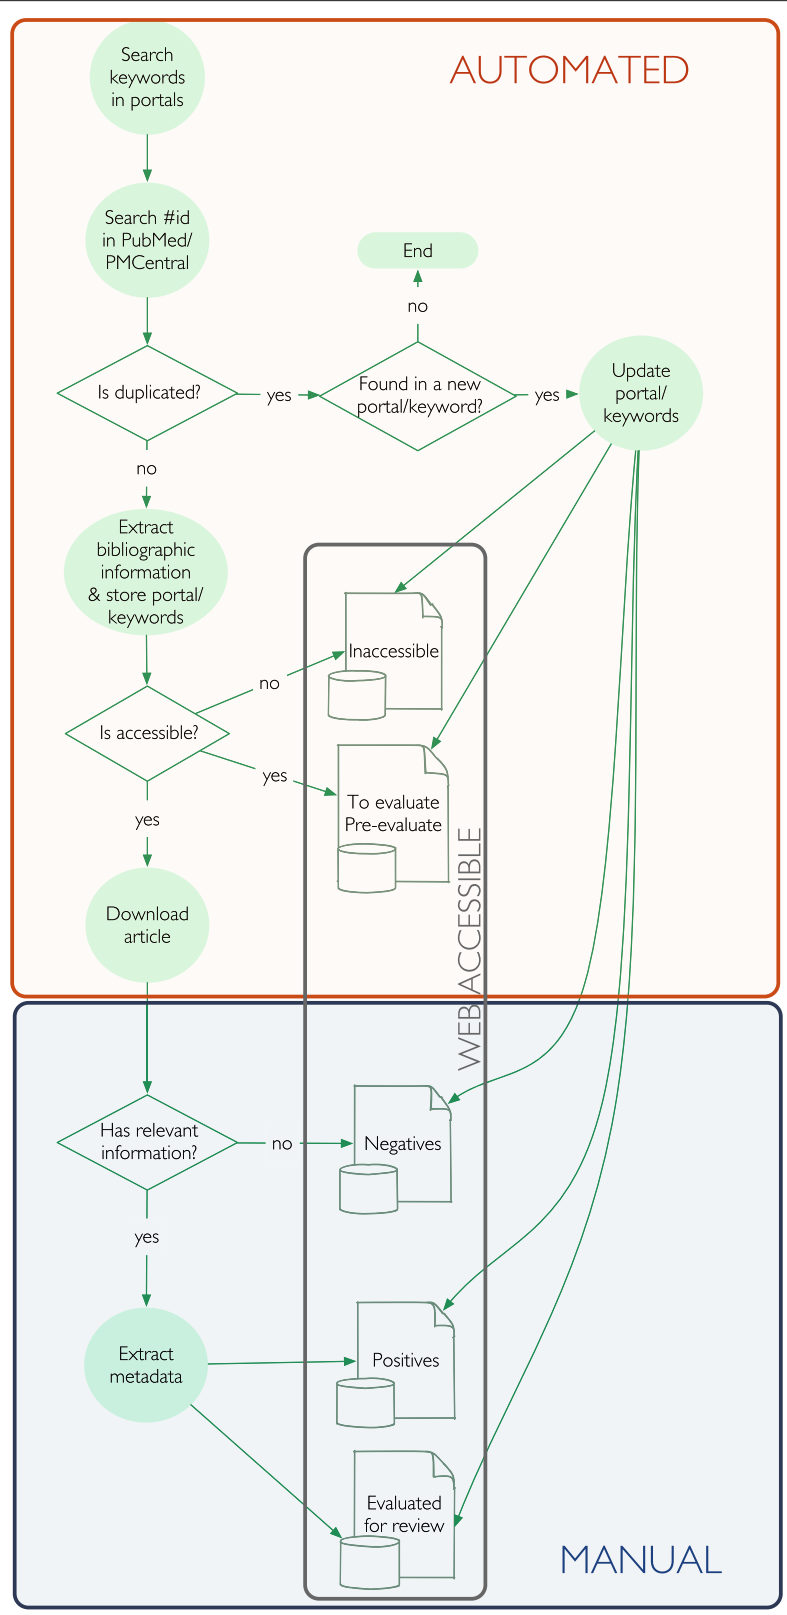 Search
keywords
in portals
AUTOMATED
Search #id
in PubMed/
PMCentral
End
no
Is duplicated?
yes
Found in a new
portal/keyword?
yes
Update
portal/
keywords
no
Extract
bibliographic
information
& store portal/
keywords
Inaccessible
no
Is accessible?
yes
To evaluate
Pre-evaluate
yes
WEB ACCESSIBLE
Download
article
Has relevant
information?
no
Negatives
yes
Extract
metadata
Positives
Evaluated
for review
MANUAL